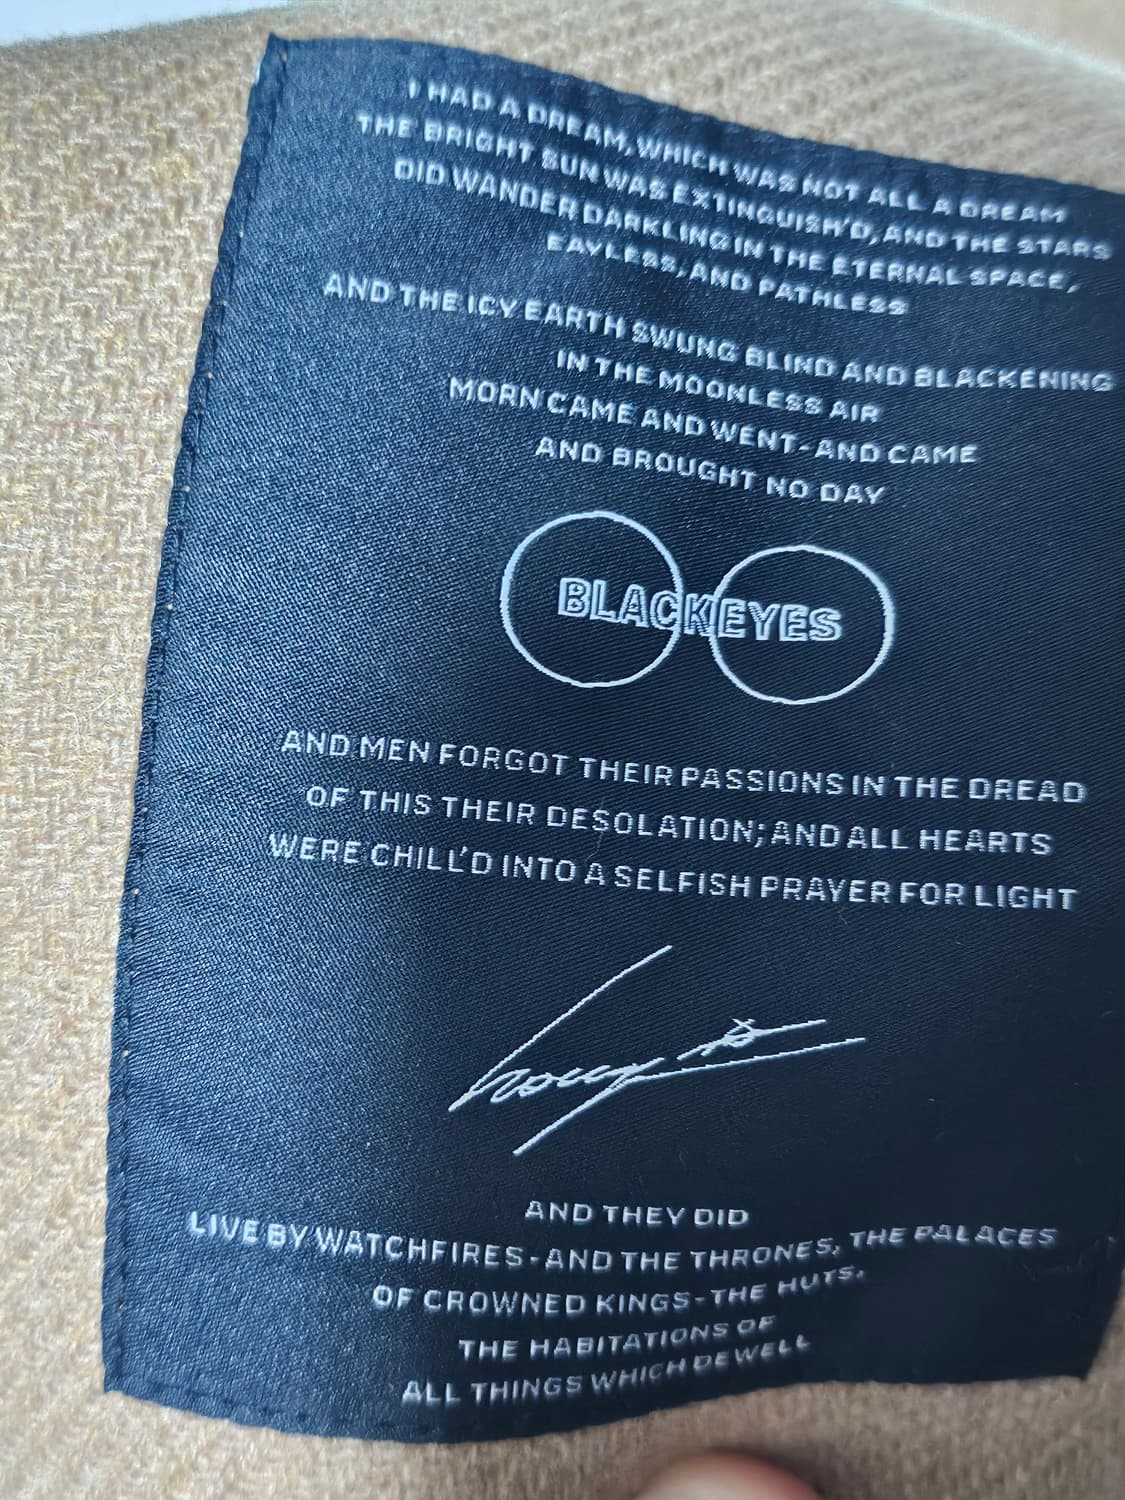 I HAD A DREAM, WHICH WAS NOT ALL A DREAM
THE BRIGHT SUN WAS EXTINGUISH'D, AND THE STARS
DID WANDER DARKLING IN THE ETERNAL SPACE,
EAYLESS, AND PATHLESS
AND THE ICY EARTH SWUNG BLIND AND BLACKENING
IN THE MOONLESS AIR
MORN CAME AND WENT-AND CAME
AND BROUGHT NO DAY
BLACKEYES
AND MEN FORGOT THEIR PASSIONS IN THE DREAD
OF THIS THEIR DESOLATION; AND ALL HEARTS
WERE CHILL'D INTO A SELFISH PRAYER FOR LIGHT
AND THEY DID
LIVE BY WATCHFIRES-AND THE THRONES, THE PALACES
OF CROWNED KINGS-THE HUTS.
THE HABITATIONS OF
ALL THINGS WHICH DEWELL